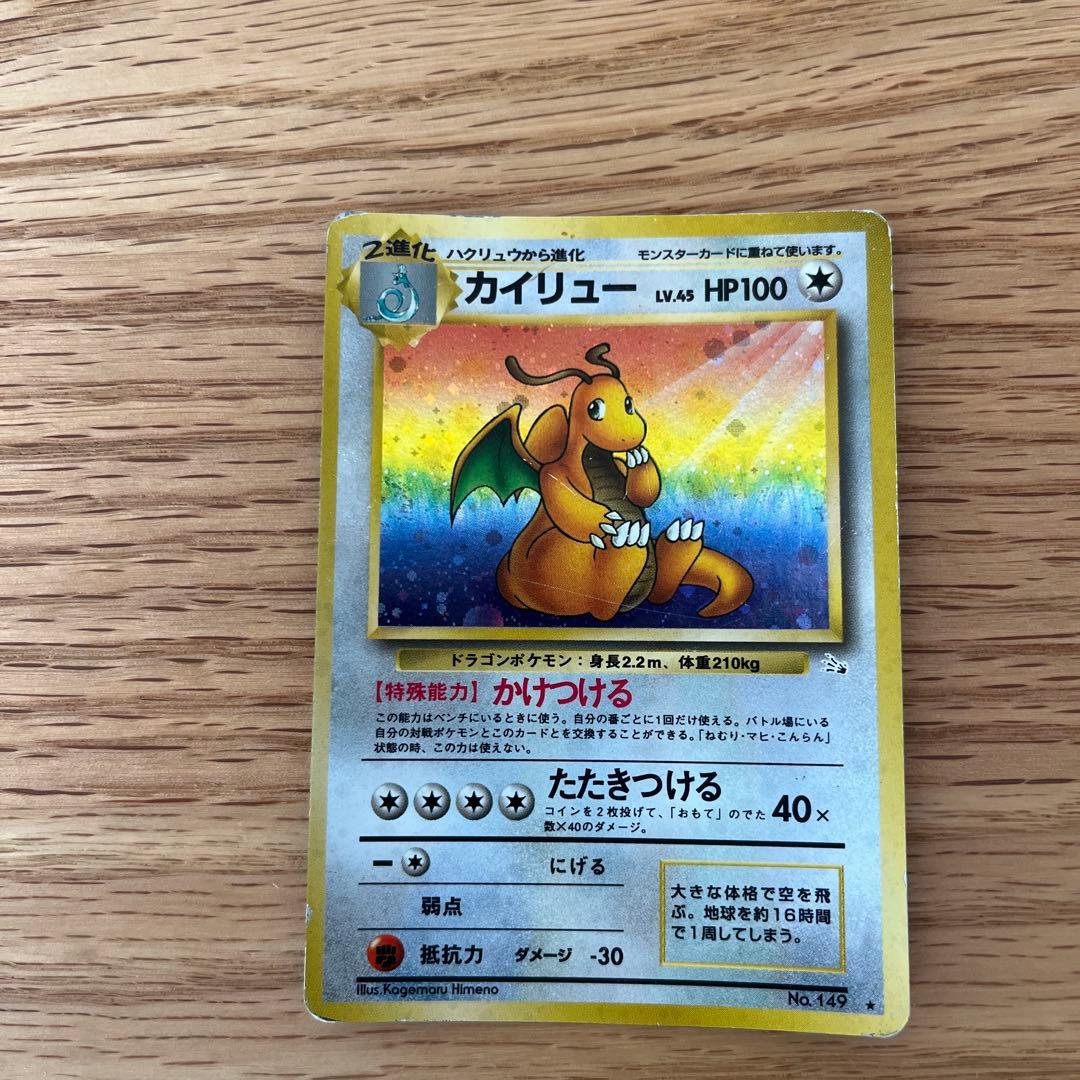 2進化 ハクリュウから進化 モンスターカードに重ねて使います。
カイリュー LV.45 HP100
ドラゴンポケモン：身長2.2m、体重210kg
【特殊能力】 かけつける
この能力はベンチにいるときに使う。自分の番ごとに1回だけ使える。バトル場にいる
自分の対戦ポケモンとこのカードとを交換することができる。「ねむり・マヒ・こんらん」
状態の時、この力は使えない。
たたきつける
コインを2枚投げて、「おもて」のでた
数×40のダメージ。
40×
にげる
弱点
抵抗力 ダメージ -30
大きな体格で空を飛
ぶ。地球を約16時間
で1周してしまう。
Illus.Kagemaru Himeno
No. 149 ★